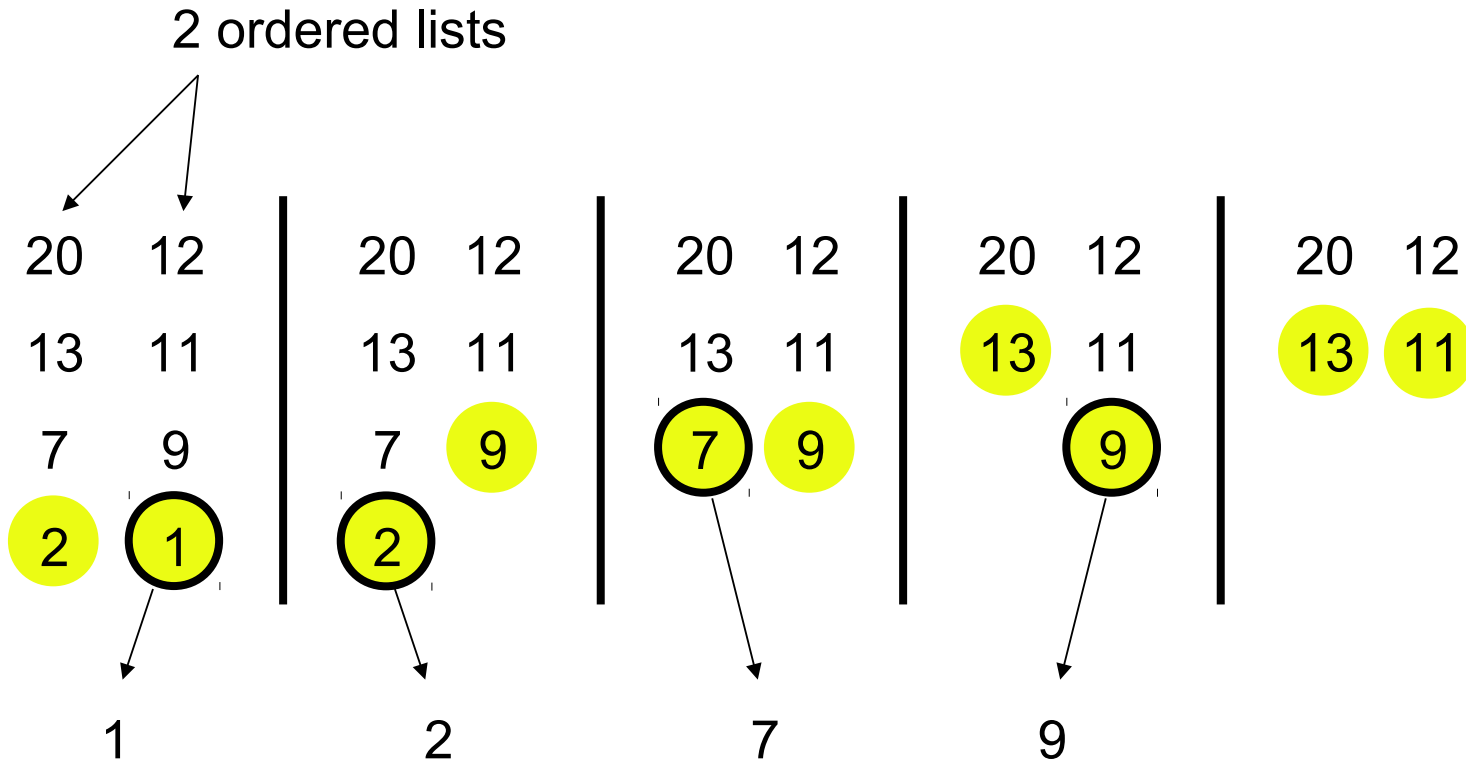 2 ordered lists
20 12 20 12 20 12 20 12 20 12
13 11 13 11 13 11 13 11 13 11
7 9 7 9 7 9 9
2 1 2
1 2 7 9